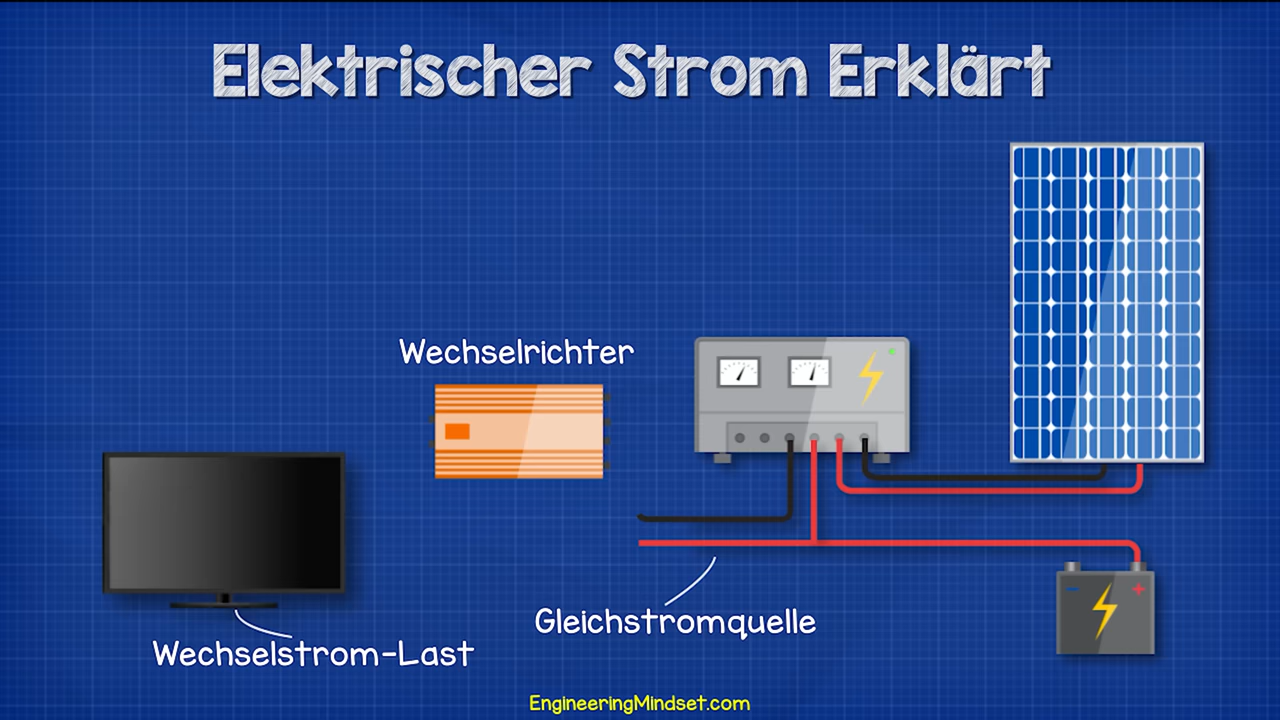 Elektrischer Strom Erklärt
Wechselrichter
Gleichstromquelle
Wechselstrom-Last
EngineeringMindset.com